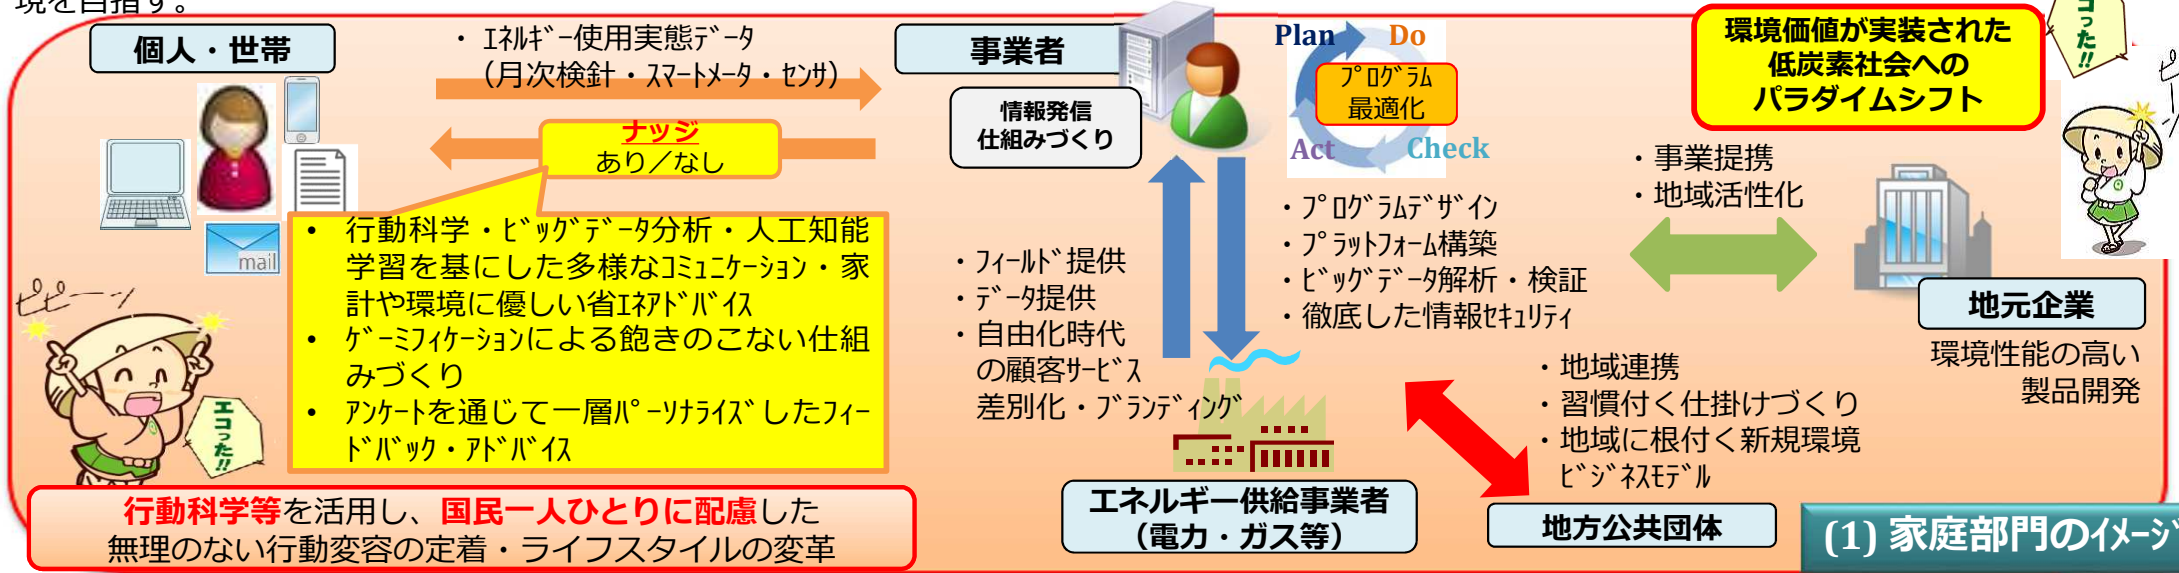 現を目指す。
個人・世帯
・ ｴﾈﾙｷﾞｰ使用実態ﾃﾞｰﾀ
（月次検針・ｽﾏｰﾄﾒｰﾀ・ｾﾝｻ）
ナッジ
あり／なし
mail
• 行動科学・ﾋﾞｯｸﾞﾃﾞｰﾀ分析・人工知能
学習を基にした多様なｺﾐｭﾆｹｰｼｮﾝ・家
計や環境に優しい省ｴﾈｱﾄﾞﾊﾞｲｽ
• ｹﾞｰﾐﾌｨｹｰｼｮﾝによる飽きのこない仕組
みづくり
• ｱﾝｹｰﾄを通じて一層ﾊﾟｰｿﾅﾗｲｽﾞしたﾌｨｰ
ﾄﾞﾊﾞｯｸ・ｱﾄﾞﾊﾞｲｽ
ピピーッ
エコった!!
行動科学等を活用し、国民一人ひとりに配慮した
無理のない行動変容の定着・ライフスタイルの変革
事業者
情報発信
仕組みづくり
Plan
Do
Check
Act
ﾌﾟﾛｸﾞﾗﾑ
最適化
・ﾌﾟﾛｸﾞﾗﾑﾃﾞｻﾞｲﾝ
・ﾌﾟﾗｯﾄﾌｫｰﾑ構築
・ﾋﾞｯｸﾞﾃﾞｰﾀ解析・検証
・徹底した情報ｾｷｭﾘﾃｨ
・ﾌｨｰﾙﾄﾞ提供
・ﾃﾞｰﾀ提供
・自由化時代
の顧客ｻｰﾋﾞｽ
差別化・ﾌﾞﾗﾝﾃﾞｨﾝｸﾞ
エネルギー供給事業者
（電力・ガス等）
環境価値が実装された
低炭素社会への
パラダイムシフト
コった!!
ピ
・事業提携
・地域活性化
地元企業
環境性能の高い
製品開発
・地域連携
・習慣付く仕掛けづくり
・地域に根付く新規環境
ﾋﾞｼﾞﾈｽﾓﾃﾞﾙ
地方公共団体
(1) 家庭部門のｲﾒｰｼﾞ